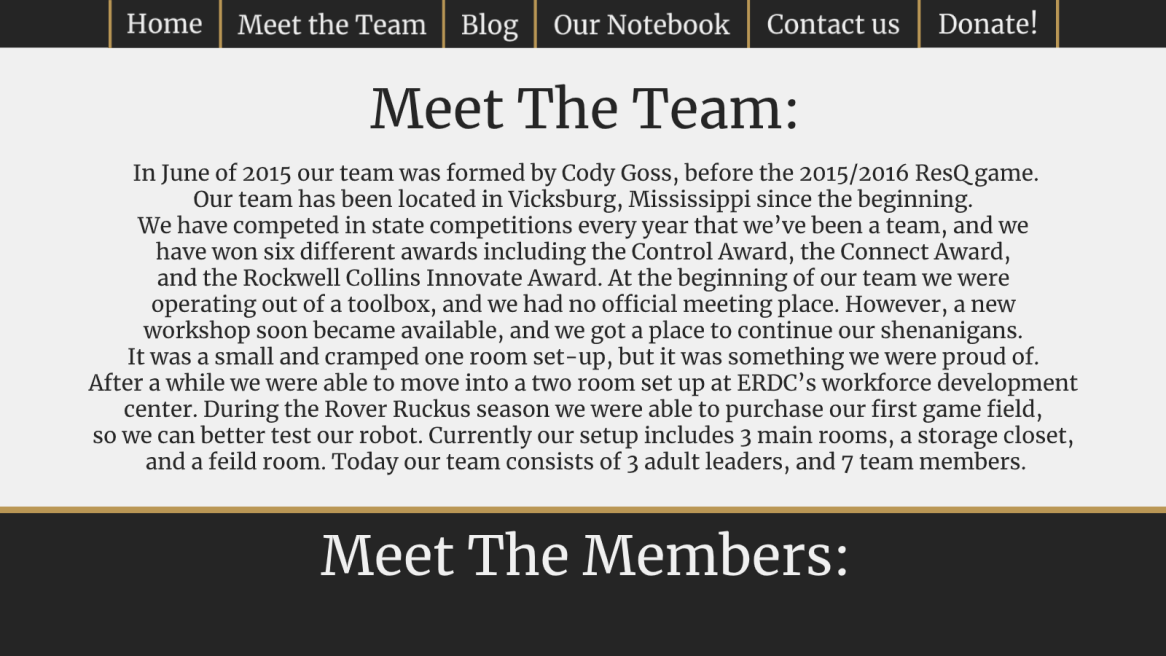 Home Meet the Team Blog Our Notebook Contact us Donate!
Meet The Team:
In June of 2015 our team was formed by Cody Goss, before the 2015/2016 ResQ game.
Our team has been located in Vicksburg, Mississippi since the beginning.
We have competed in state competitions every year that we’ve been a team, and we
have won six different awards including the Control Award, the Connect Award,
and the Rockwell Collins Innovate Award. At the beginning of our team we were
operating out of a toolbox, and we had no official meeting place. However, a new
workshop soon became available, and we got a place to continue our shenanigans.
It was a small and cramped one room set-up, but it was something we were proud of.
After a while we were able to move into a two room set up at ERDC’s workforce development
center. During the Rover Ruckus season we were able to purchase our first game field,
so we can better test our robot. Currently our setup includes 3 main rooms, a storage closet,
and a feild room. Today our team consists of 3 adult leaders, and 7 team members.
Meet The Members: